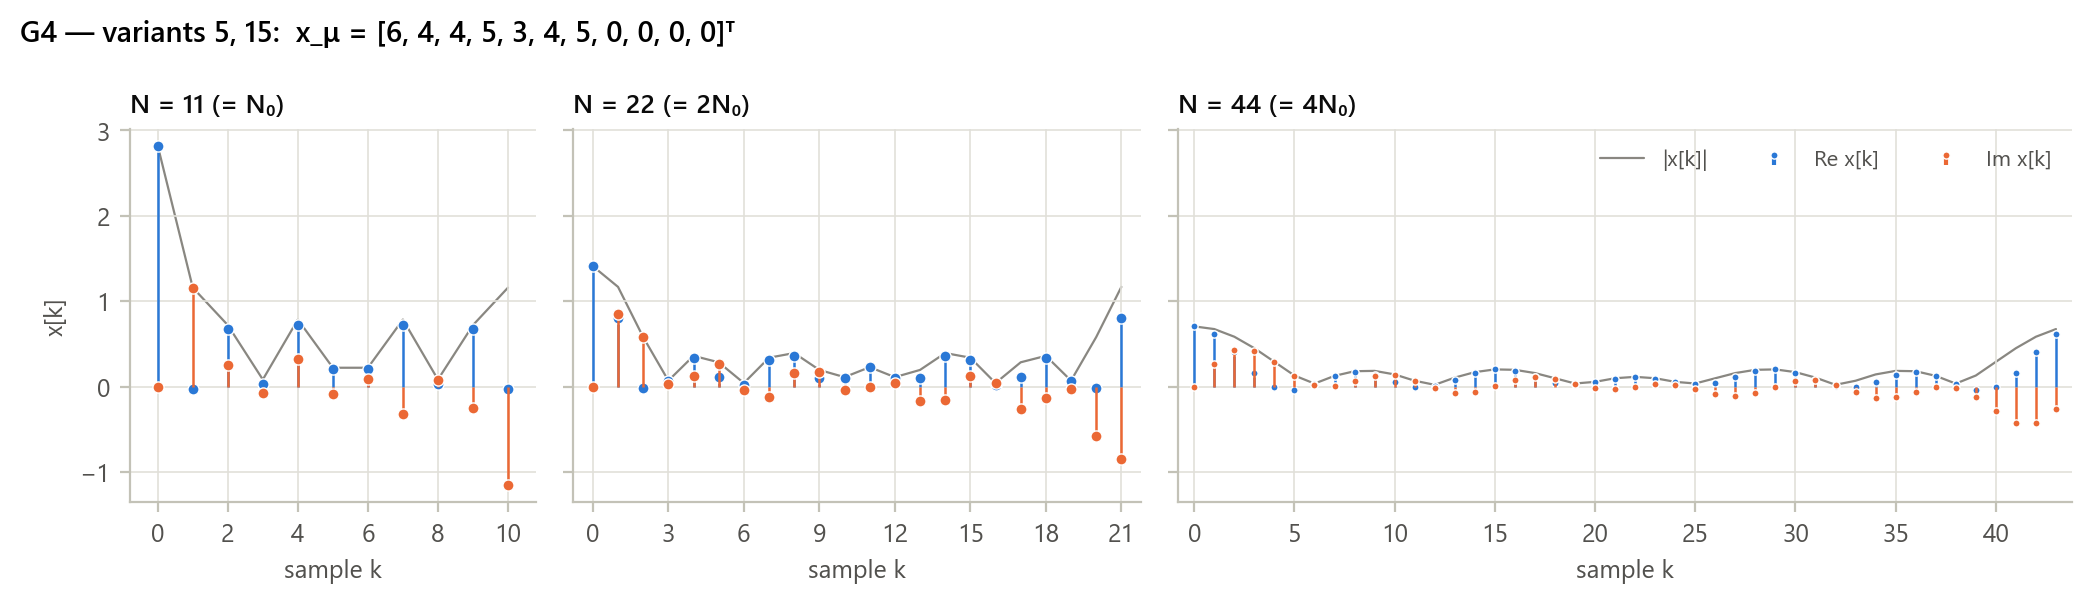 G4 — variants 5, 15:  x_μ = [6, 4, 4, 5, 3, 4, 5, 0, 0, 0, 0]ᵀ
N = 11 (= N₀)
N = 22 (= 2N₀)
N = 44 (= 4N₀)
|x[k]|
Re x[k]
Im x[k]
x[k]
3
2
1
0
−1
0 2 4 6 8 10
0 3 6 9 12 15 18 21
0 5 10 15 20 25 30 35 40
sample k
sample k
sample k